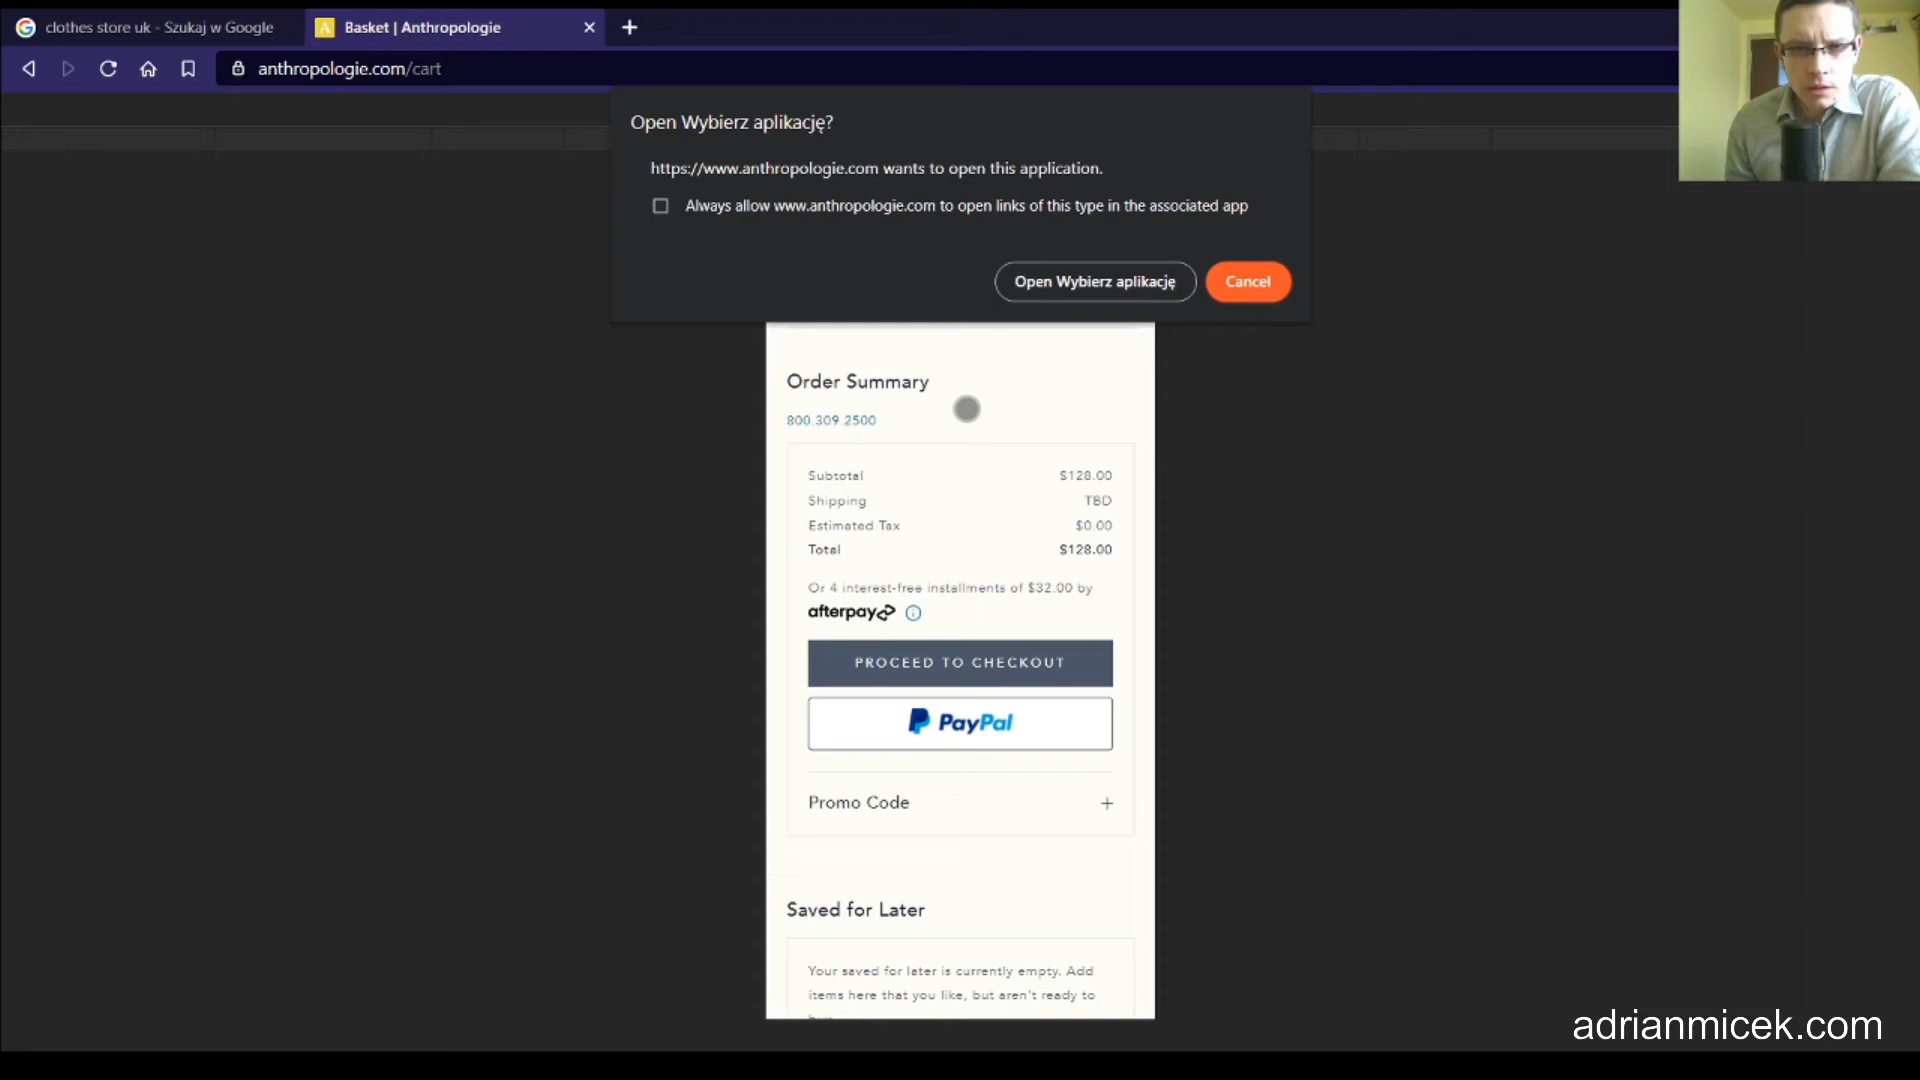 clothes store uk - Szukaj w Google
Basket | Anthropologie
anthropologie.com/cart
Open Wybierz aplikację?
https://www.anthropologie.com wants to open this application.
Always allow www.anthropologie.com to open links of this type in the associated app
Open Wybierz aplikację
Cancel
Order Summary
800.309.2500
Subtotal $128.00
Shipping TBD
Estimated Tax $0.00
Total $128.00
Or 4 interest-free installments of $32.00 by
afterpay
PROCEED TO CHECKOUT
PayPal
Promo Code +
Saved for Later
Your saved for later is currently empty. Add
items here that you like, but aren't ready to
adrianmicek.com